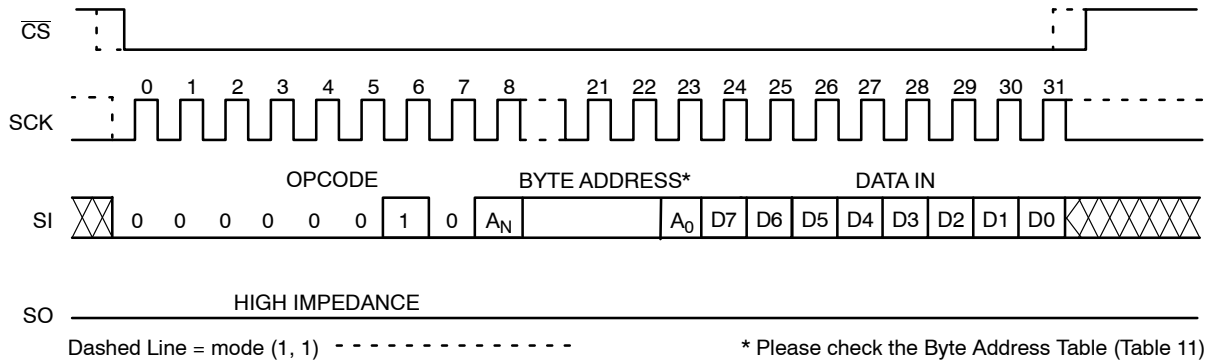 CS
0 1 2 3 4 5 6 7 8 21 22 23 24 25 26 27 28 29 30 31
SCK
OPCODE BYTE ADDRESS* DATA IN
SI 0 0 0 0 0 0 1 0 AN A0 D7 D6 D5 D4 D3 D2 D1 D0
HIGH IMPEDANCE
SO
Dashed Line = mode (1, 1) * Please check the Byte Address Table (Table 11)